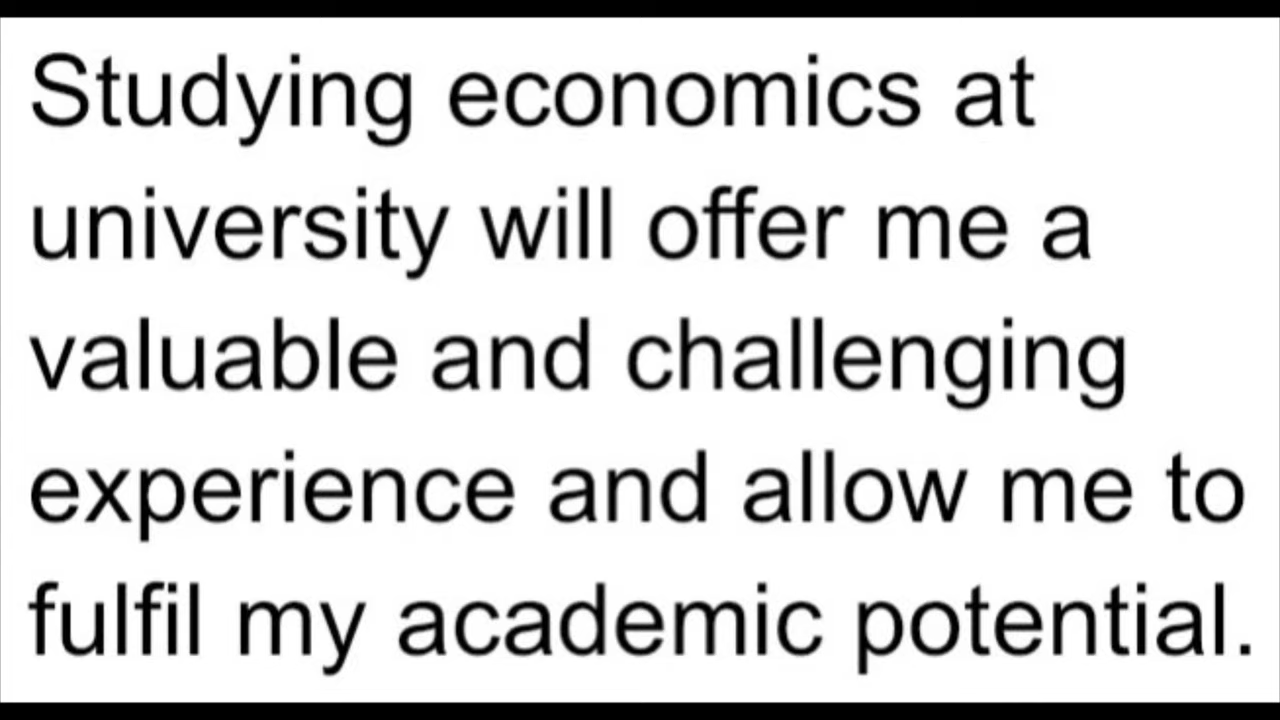 Studying economics at
university will offer me a
valuable and challenging
experience and allow me to
fulfil my academic potential.